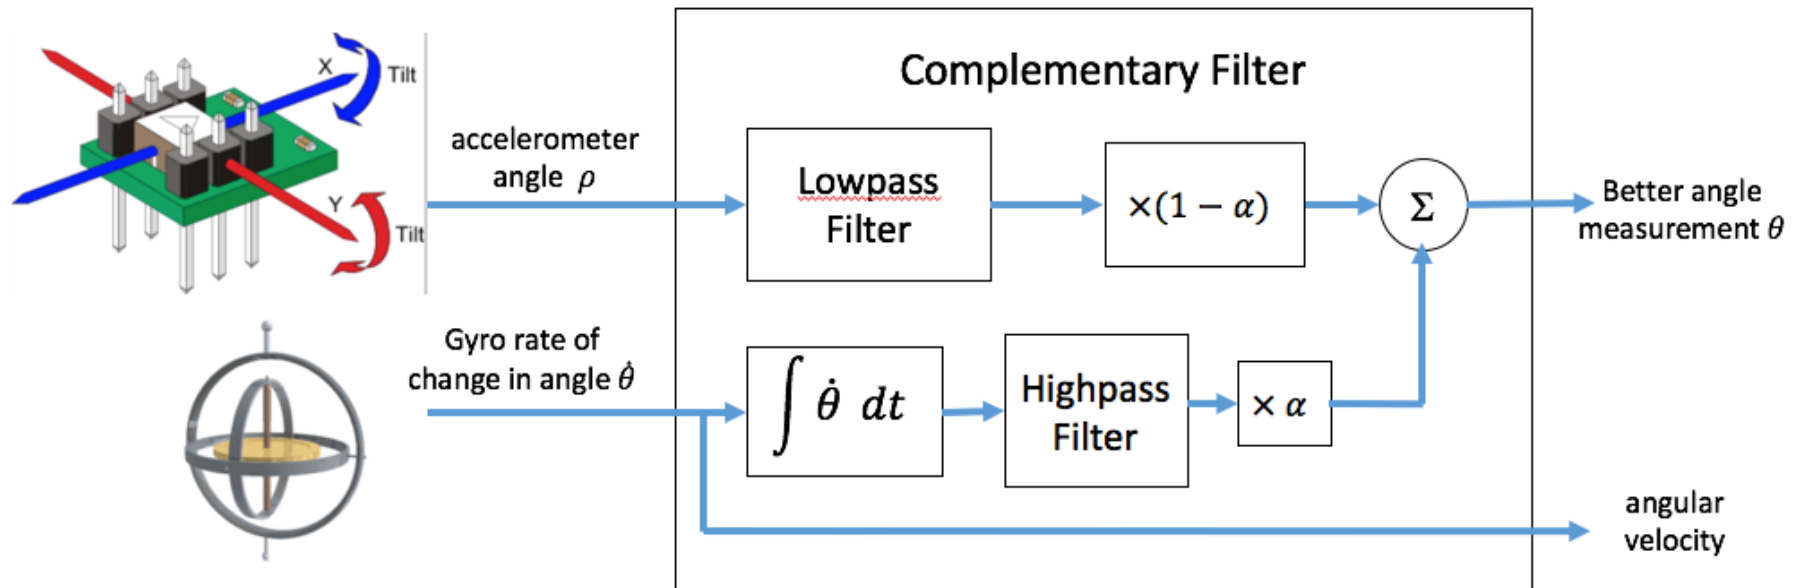 Complementary Filter
X
Tilt
Y
Tilt
accelerometer
angle ρ
Lowpass
Filter
×(1 − α)
Σ
Better angle
measurement θ
Gyro rate of
change in angle θ̇
∫ θ̇ dt
Highpass
Filter
× α
angular
velocity